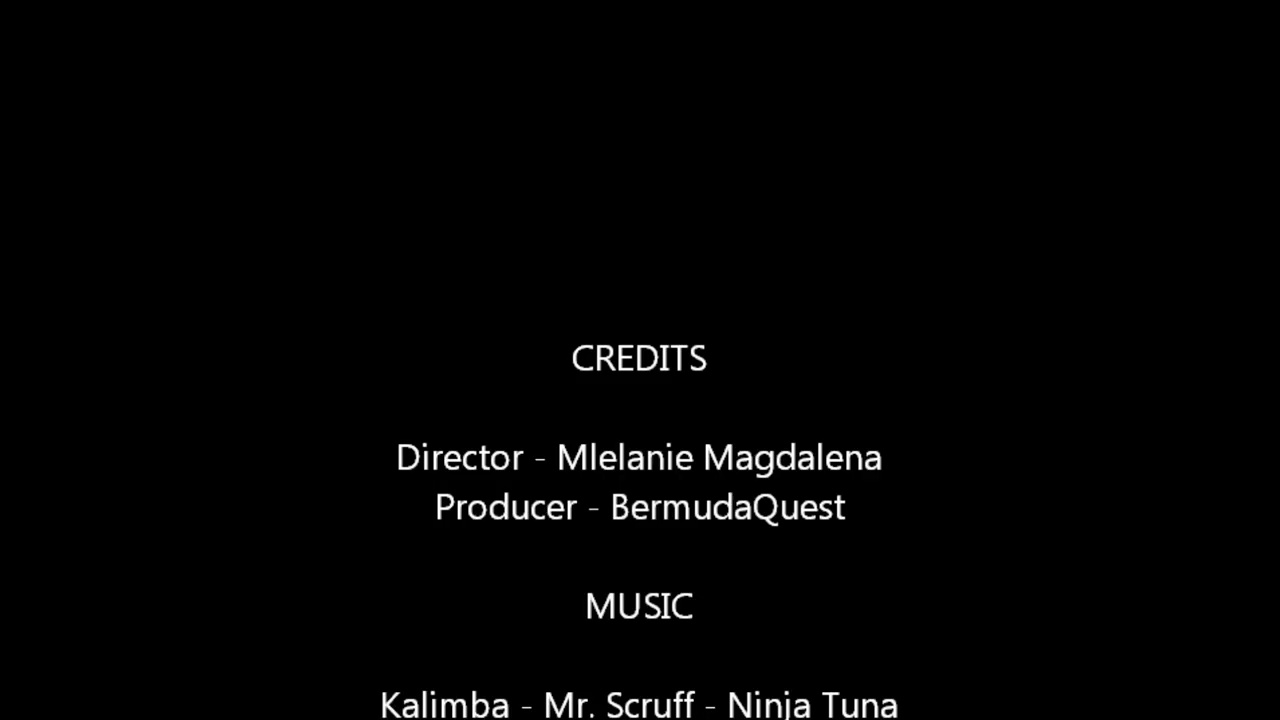 CREDITS
Director - Mlelanie Magdalena
Producer - BermudaQuest
MUSIC
Kalimba - Mr. Scruff - Ninja Tuna